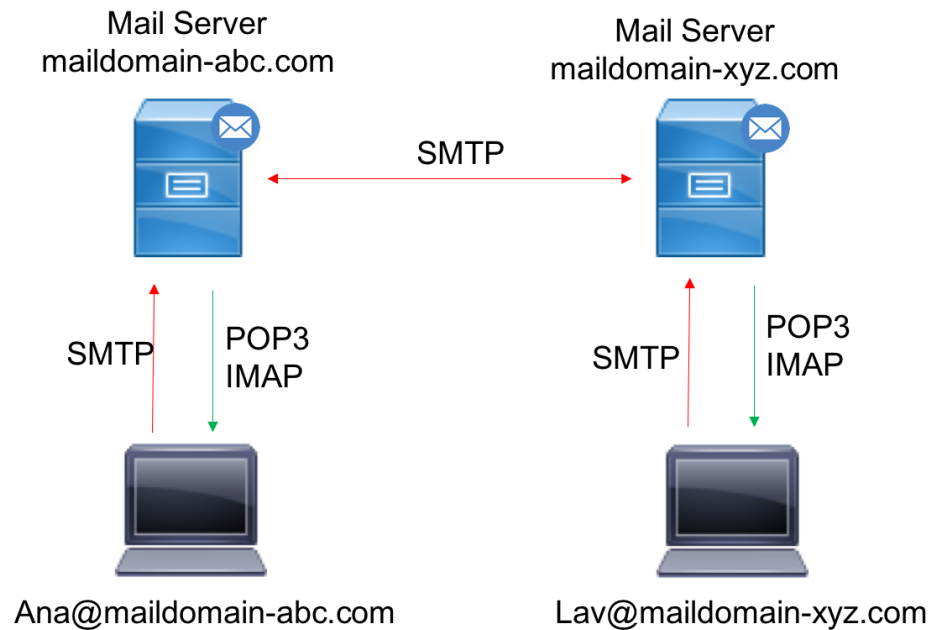 Mail Server
maildomain-abc.com
Mail Server
maildomain-xyz.com
SMTP
SMTP
POP3
IMAP
SMTP
POP3
IMAP
Ana@maildomain-abc.com
Lav@maildomain-xyz.com